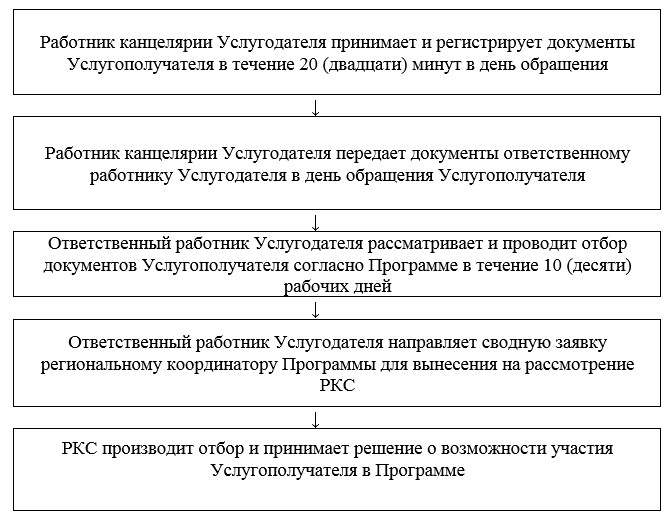 Работник канцелярии Услугодателя принимает и регистрирует документы
Услугополучателя в течение 20 (двадцати) минут в день обращения
↓
Работник канцелярии Услугодателя передает документы ответственному
работнику Услугодателя в день обращения Услугополучателя
↓
Ответственный работник Услугодателя рассматривает и проводит отбор
документов Услугополучателя согласно Программе в течение 10 (десяти)
рабочих дней
↓
Ответственный работник Услугодателя направляет сводную заявку
региональному координатору Программы для вынесения на рассмотрение
РКС
↓
РКС производит отбор и принимает решение о возможности участия
Услугополучателя в Программе